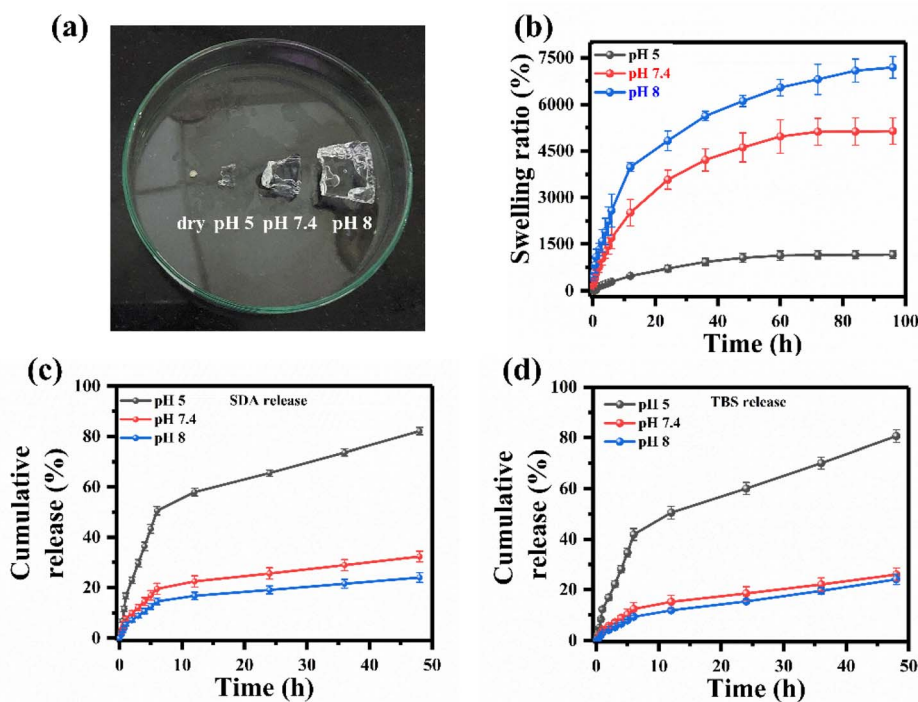 (a)
dry pH 5 pH 7.4 pH 8
(b)
pH 5
pH 7.4
pH 8
Swelling ratio (%)
7500
6000
4500
3000
1500
0
0 20 40 60 80 100
Time (h)
(c)
SDA release
pH 5
pH 7.4
pH 8
Cumulative
release (%)
100
80
60
40
20
0
0 10 20 30 40 50
Time (h)
(d)
TBS release
pH 5
pH 7.4
pH 8
Cumulative
release (%)
100
80
60
40
20
0
0 10 20 30 40 50
Time (h)